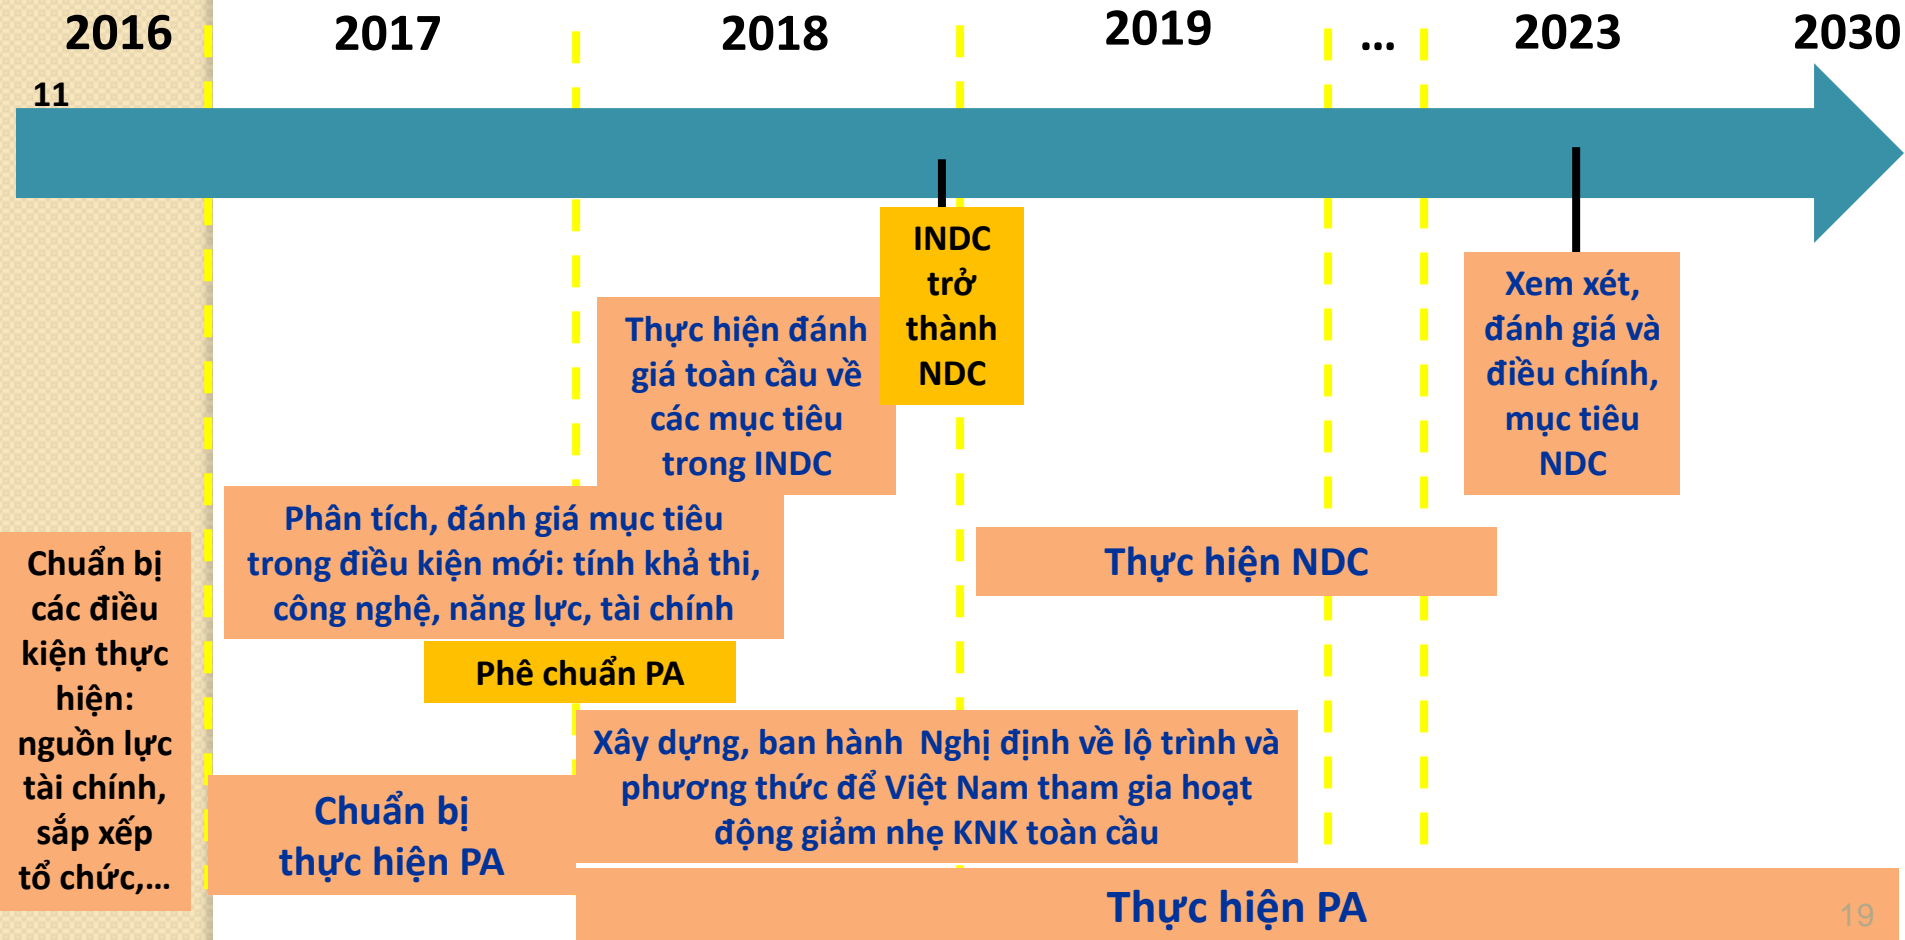 2016
2017
2018
2019
...
2023
2030
11
INDC
trở
thành
NDC
Xem xét,
đánh giá và
điều chính,
mục tiêu
NDC
Thực hiện đánh
giá toàn cầu về
các mục tiêu
trong INDC
Phân tích, đánh giá mục tiêu
trong điều kiện mới: tính khả thi,
công nghệ, năng lực, tài chính
Thực hiện NDC
Chuẩn bị
các điều
kiện thực
hiện:
nguồn lực
tài chính,
sắp xếp
tổ chức,...
Phê chuẩn PA
Xây dựng, ban hành Nghị định về lộ trình và
phương thức để Việt Nam tham gia hoạt
động giảm nhẹ KNK toàn cầu
Chuẩn bị
thực hiện PA
Thực hiện PA
19